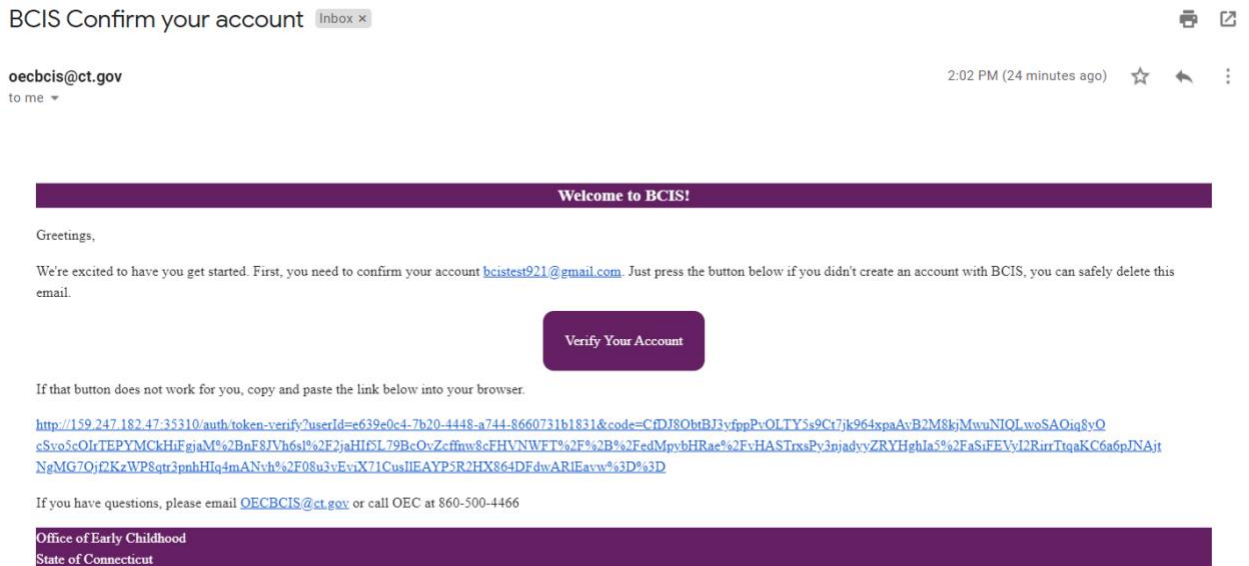 BCIS Confirm your account Inbox ×
oecbcis@ct.gov
2:02 PM (24 minutes ago)
to me
Welcome to BCIS!
Greetings,
We're excited to have you get started. First, you need to confirm your account bcistest921@gmail.com. Just press the button below if you didn't create an account with BCIS, you can safely delete this
email.
Verify Your Account
If that button does not work for you, copy and paste the link below into your browser.
http://159.247.182.47:35310/auth/token-verify?userId=e639e0c4-7b20-4448-a744-8660731b1831&code=CfDJ8ObtBJ3yfppPvOLTY5s9Ct7jk964xpaAvB2M8kjMwuNIQLwoSAOiq8yO
cSvo5cOIrTEPYMCkHiFgjaM%2BnF8JVh6sl%2F2jaHIf5L79BcOvZcffnw8cFHVNWFT%2F%2B%2FedMpvbHRae%2FvHASTrxsPy3njadyyZRYHghIa5%2FaSiFEVyI2RirrTtqaKC6a6pJNAjt
NgMG7Ojf2KzWP8qtr3pnhHIq4mANvh%2F08u3vEviX71CusIlEAYP5R2HX864DFdwARlEavw%3D%3D
If you have questions, please email OECBCIS@ct.gov or call OEC at 860-500-4466
Office of Early Childhood
State of Connecticut